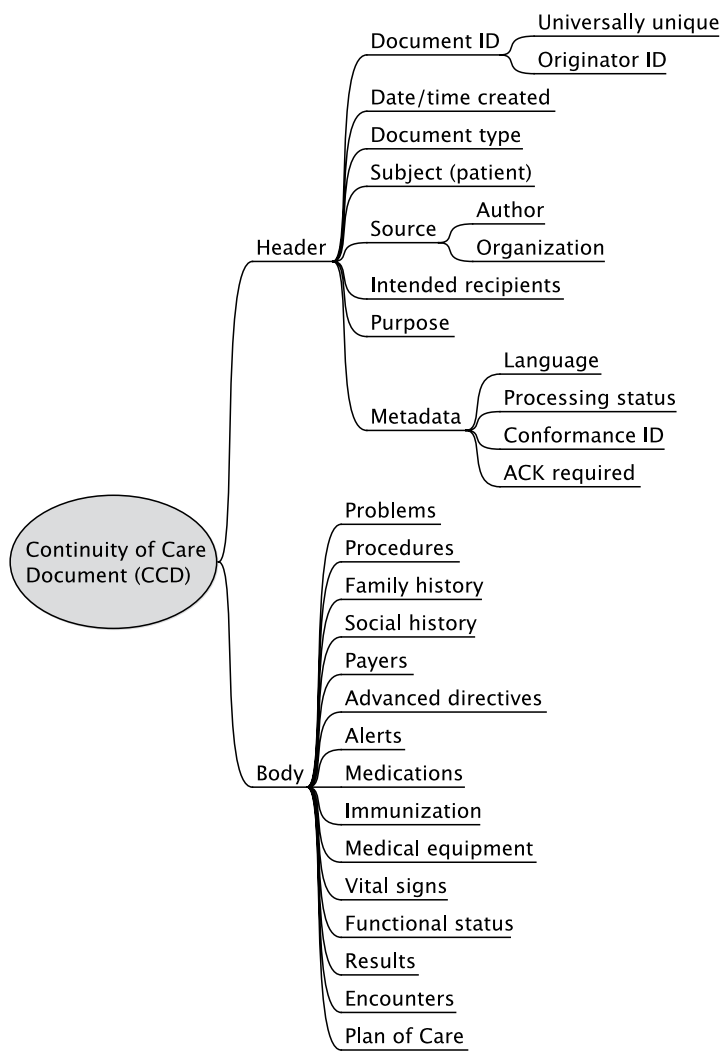 Continuity of Care
Document (CCD)
Header
Document ID
Universally unique
Originator ID
Date/time created
Document type
Subject (patient)
Source
Author
Organization
Intended recipients
Purpose
Metadata
Language
Processing status
Conformance ID
ACK required
Body
Problems
Procedures
Family history
Social history
Payers
Advanced directives
Alerts
Medications
Immunization
Medical equipment
Vital signs
Functional status
Results
Encounters
Plan of Care